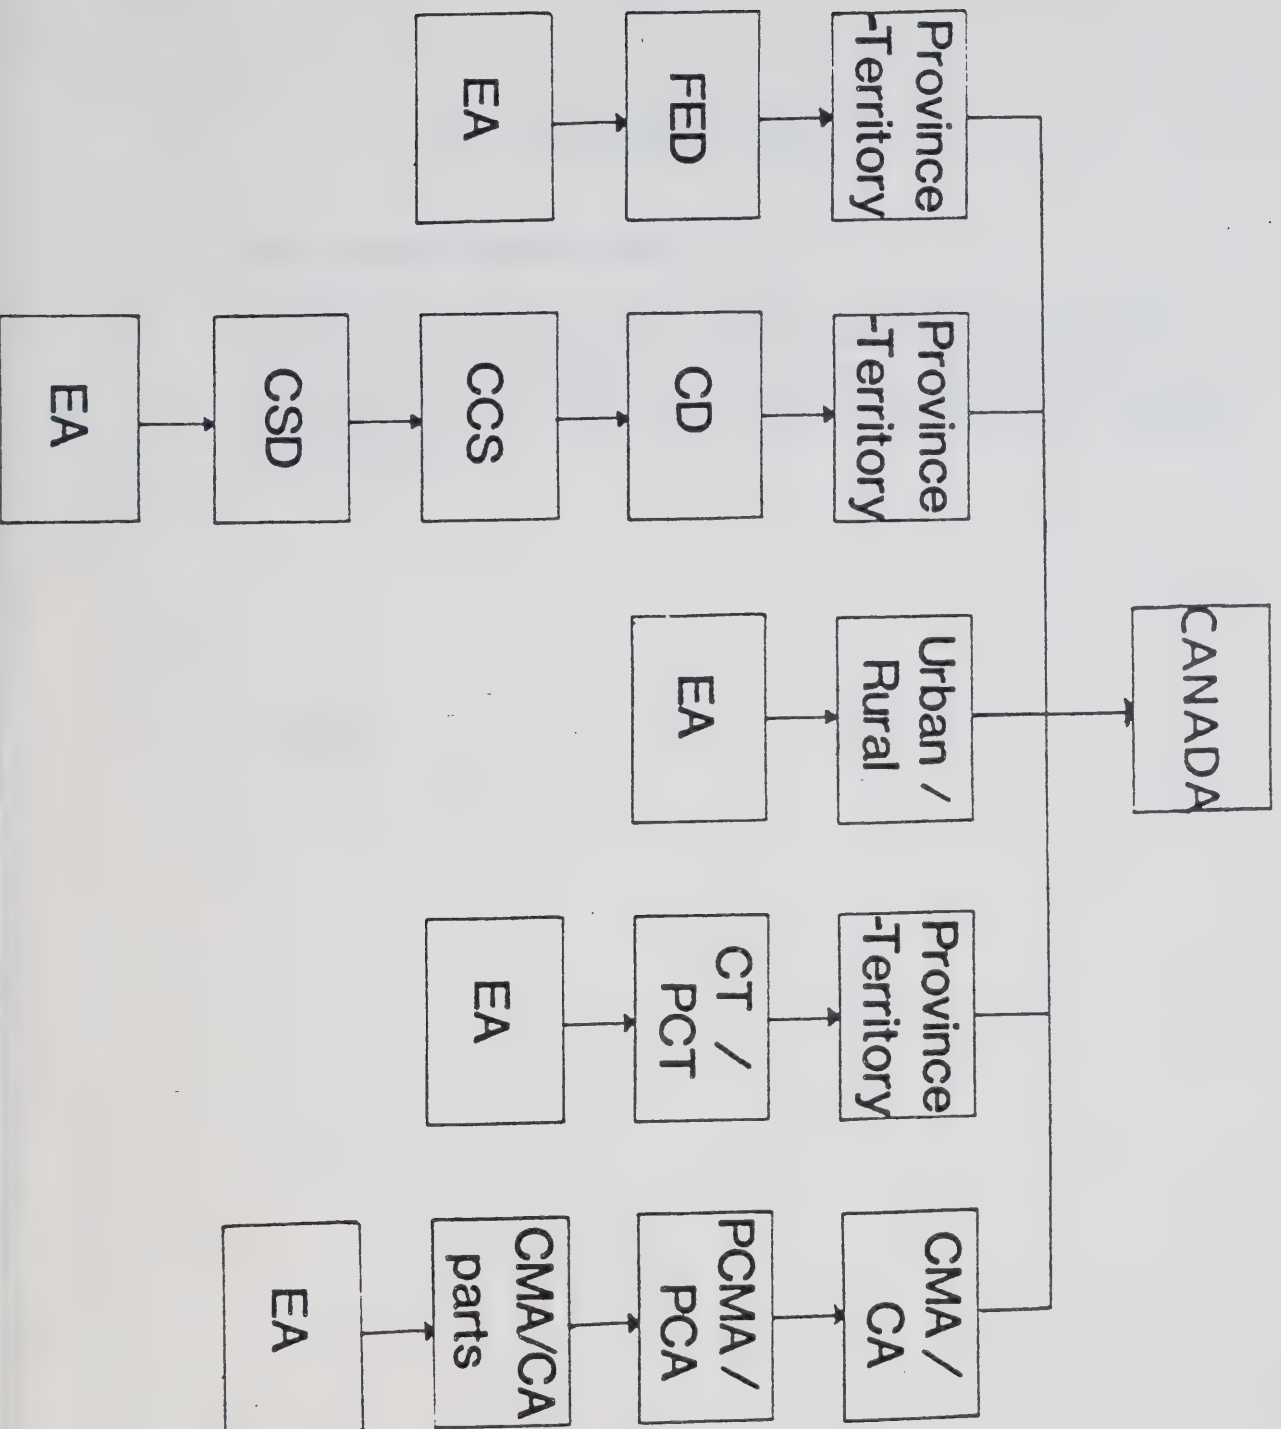 CANADA
Province
-Territory
Province
-Territory
Urban /
Rural
Province
-Territory
CMA /
CA
FED
CD
EA
CT /
PCT
PCMA /
PCA
EA
CCS
EA
CMA/CA
parts
CSD
EA
EA